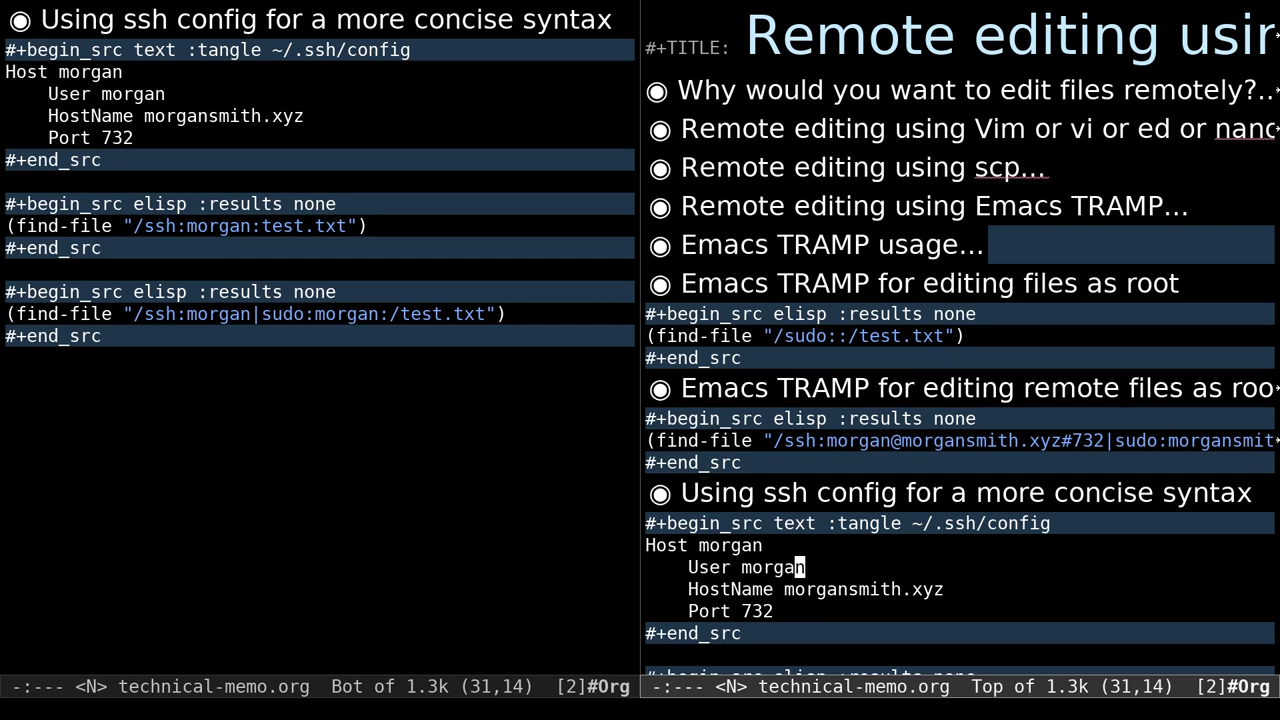 ◉ Using ssh config for a more concise syntax
#+begin_src text :tangle ~/.ssh/config
Host morgan
    User morgan
    HostName morgansmith.xyz
    Port 732
#+end_src

#+begin_src elisp :results none
(find-file "/ssh:morgan:test.txt")
#+end_src

#+begin_src elisp :results none
(find-file "/ssh:morgan|sudo:morgan:/test.txt")
#+end_src
-:--- <N> technical-memo.org  Bot of 1.3k (31,14)  [2]#Org
#+TITLE: Remote editing usin
◉ Why would you want to edit files remotely?...
◉ Remote editing using Vim or vi or ed or nano
◉ Remote editing using scp...
◉ Remote editing using Emacs TRAMP...
◉ Emacs TRAMP usage...
◉ Emacs TRAMP for editing files as root
#+begin_src elisp :results none
(find-file "/sudo::/test.txt")
#+end_src
◉ Emacs TRAMP for editing remote files as roo
#+begin_src elisp :results none
(find-file "/ssh:morgan@morgansmith.xyz#732|sudo:morgansmit
#+end_src
◉ Using ssh config for a more concise syntax
#+begin_src text :tangle ~/.ssh/config
Host morgan
    User morgan
    HostName morgansmith.xyz
    Port 732
#+end_src

#+begin_src elisp :results none
-:--- <N> technical-memo.org  Top of 1.3k (31,14)  [2]#Org